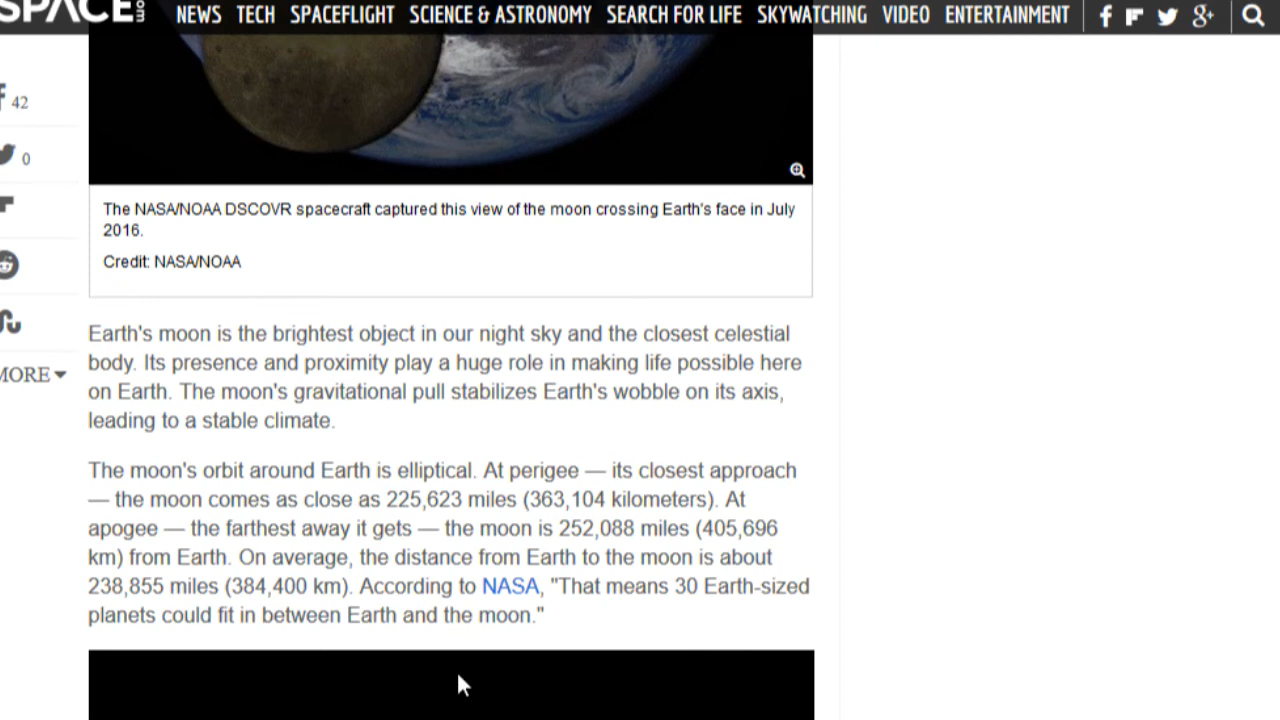 SPACE.com
NEWS TECH SPACEFLIGHT SCIENCE & ASTRONOMY SEARCH FOR LIFE SKYWATCHING VIDEO ENTERTAINMENT
42
0
MORE
The NASA/NOAA DSCOVR spacecraft captured this view of the moon crossing Earth's face in July
2016.
Credit: NASA/NOAA
Earth's moon is the brightest object in our night sky and the closest celestial
body. Its presence and proximity play a huge role in making life possible here
on Earth. The moon's gravitational pull stabilizes Earth's wobble on its axis,
leading to a stable climate.
The moon's orbit around Earth is elliptical. At perigee — its closest approach
— the moon comes as close as 225,623 miles (363,104 kilometers). At
apogee — the farthest away it gets — the moon is 252,088 miles (405,696
km) from Earth. On average, the distance from Earth to the moon is about
238,855 miles (384,400 km). According to NASA, "That means 30 Earth-sized
planets could fit in between Earth and the moon."